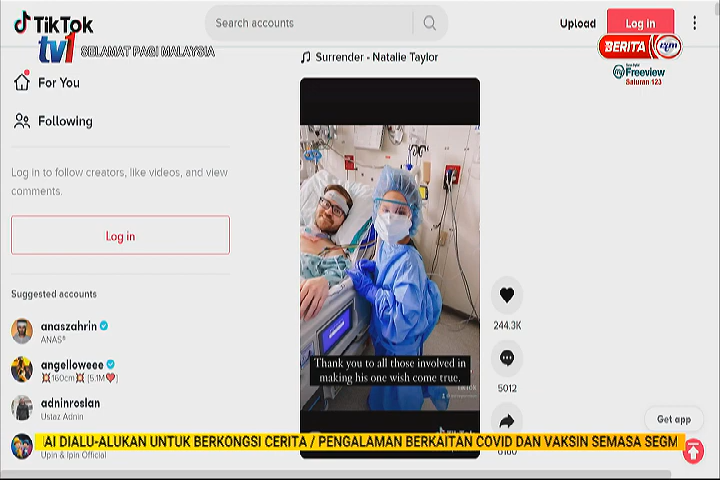 TikTok
Search accounts
Upload
Log in
tv1
SELAMAT PAGI MALAYSIA
BERITA
rtm
Freeview
Saluran 123
Surrender - Natalie Taylor
For You
Following
Log in to follow creators, like videos, and view
comments.
Log in
Suggested accounts
anaszahrin
ANAS®
angelloweee
160cm [5.1M]
adninroslan
Ustaz Adnin
Upin & Ipin Official
Thank you to all those involved in
making his one wish come true.
TikTok
244.3K
5012
6160
Get app
AI DIALU-ALUKAN UNTUK BERKONGSI CERITA / PENGALAMAN BERKAITAN COVID DAN VAKSIN SEMASA SEGM